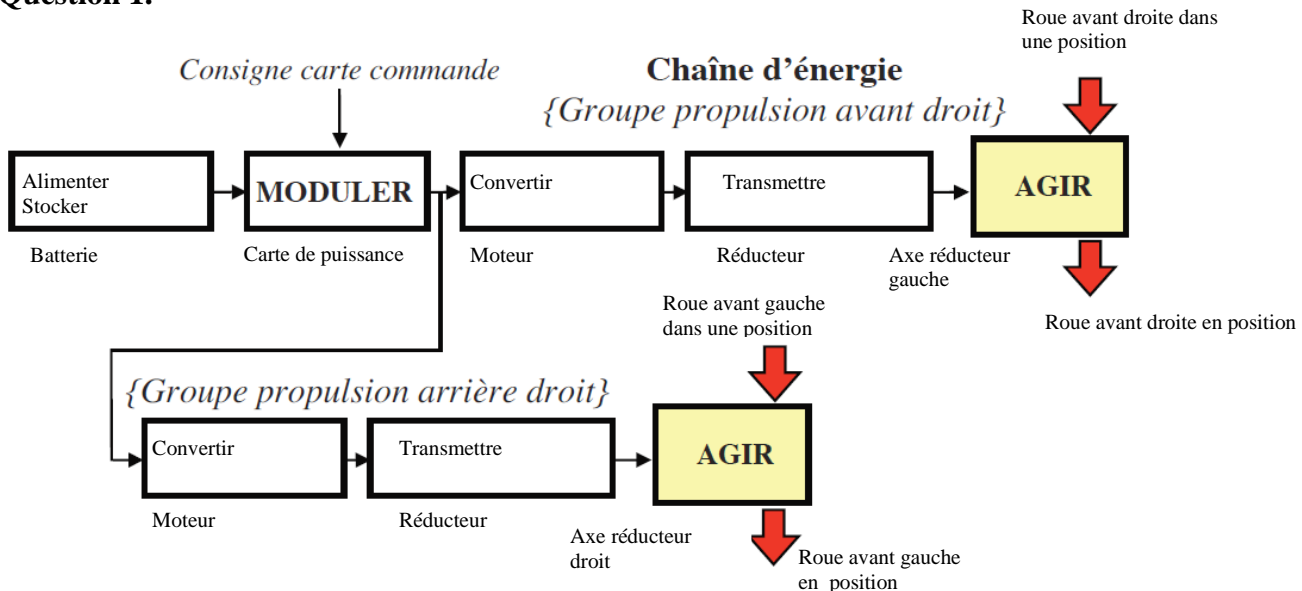 Question 1:
Roue avant droite dans
une position
Consigne carte commande
Chaîne d'énergie
{Groupe propulsion avant droit}
Alimenter
Stocker
MODULER
Convertir
Transmettre
AGIR
Batterie
Carte de puissance
Moteur
Réducteur
Axe réducteur
gauche
Roue avant droite en position
Roue avant gauche
dans une position
{Groupe propulsion arrière droit}
Convertir
Transmettre
AGIR
Moteur
Réducteur
Axe réducteur
droit
Roue avant gauche
en position